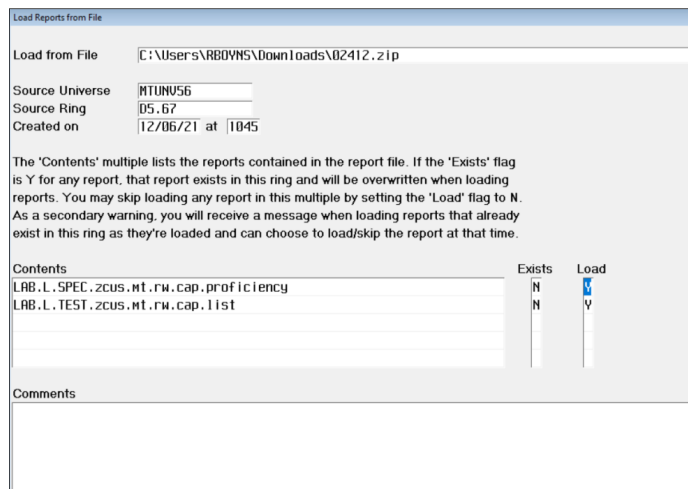 Load Reports from File
Load from File C:\Users\RBOYNS\Downloads\02412.zip
Source Universe MTUNV56
Source Ring D5.67
Created on 12/06/21 at 1045
The 'Contents' multiple lists the reports contained in the report file. If the 'Exists' flag
is Y for any report, that report exists in this ring and will be overwritten when loading
reports. You may skip loading any report in this multiple by setting the 'Load' flag to N.
As a secondary warning, you will receive a message when loading reports that already
exist in this ring as they're loaded and can choose to load/skip the report at that time.
Contents Exists Load
LAB.L.SPEC.zcus.mt.rw.cap.proficiency N Y
LAB.L.TEST.zcus.mt.rw.cap.list N Y
Comments